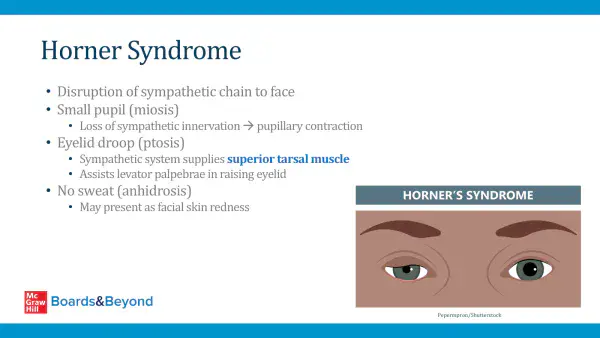 Horner Syndrome
• Disruption of sympathetic chain to face
• Small pupil (miosis)
• Loss of sympathetic innervation → pupillary contraction
• Eyelid droop (ptosis)
• Sympathetic system supplies superior tarsal muscle
• Assists levator palpebrae in raising eyelid
• No sweat (anhidrosis)
• May present as facial skin redness
HORNER'S SYNDROME
Mc
Graw
Hill
Boards&Beyond
Pepermpron/Shutterstock